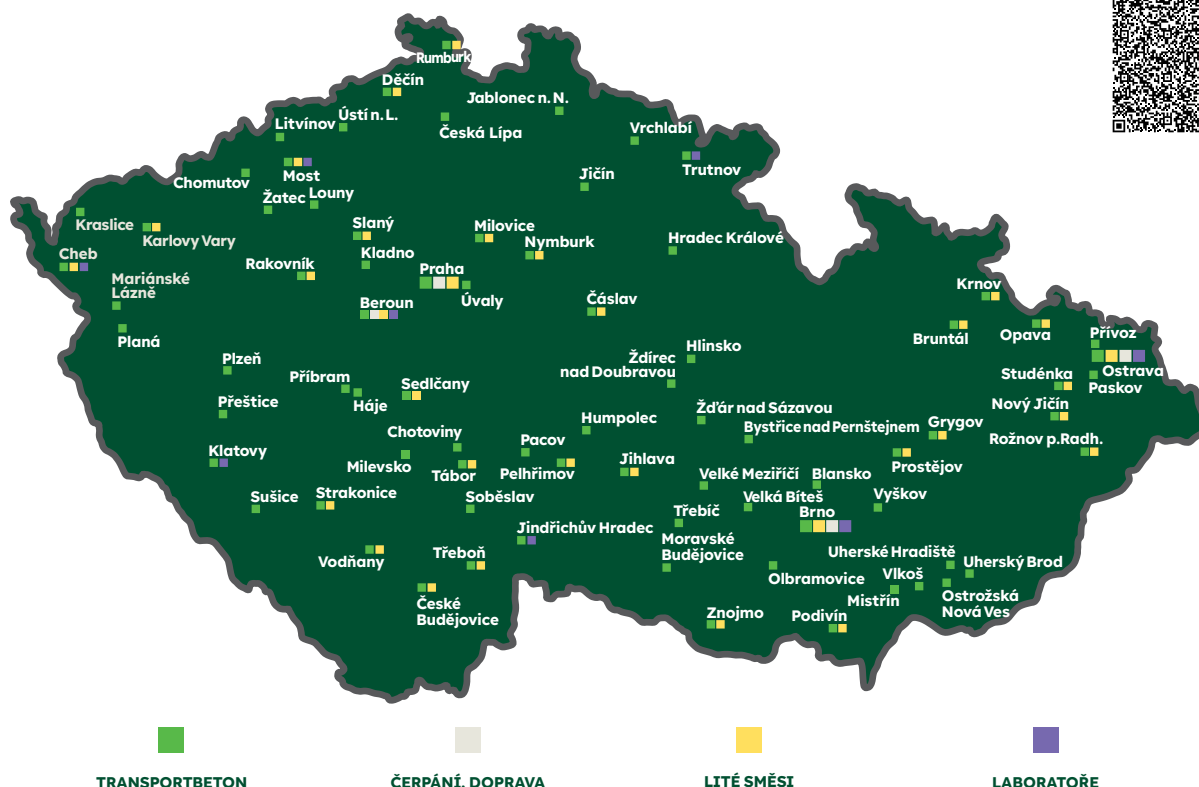 Rumburk
Děčín
Jablonec n. N.
Ústí n. L.
Litvínov
Česká Lípa
Vrchlabí
Most
Trutnov
Chomutov
Jičín
Žatec
Louny
Kraslice
Slaný
Milovice
Karlovy Vary
Nymburk
Hradec Králové
Cheb
Kladno
Rakovník
Praha
Mariánské
Lázně
Krnov
Beroun
Úvaly
Čáslav
Planá
Bruntál
Opava
Přívoz
Plzeň
Hlinsko
Ždírec
nad Doubravou
Ostrava
Příbram
Sedlčany
Studénka
Paskov
Přeštice
Háje
Žďár nad Sázavou
Nový Jičín
Humpolec
Bystřice nad Pernštejnem
Grygov
Chotoviny
Pacov
Rožnov p.Radh.
Klatovy
Milevsko
Jihlava
Tábor
Pelhřimov
Prostějov
Velké Meziříčí
Blansko
Sušice
Strakonice
Soběslav
Velká Bíteš
Vyškov
Třebíč
Brno
Jindřichův Hradec
Moravské
Budějovice
Vodňany
Třeboň
Uherské Hradiště
Uherský Brod
Olbramovice
Vlkoš
České
Budějovice
Mistřín
Ostrožská
Nová Ves
Znojmo
Podivín
TRANSPORTBETON
ČERPÁNÍ, DOPRAVA
LITÉ SMĚSI
LABORATOŘE